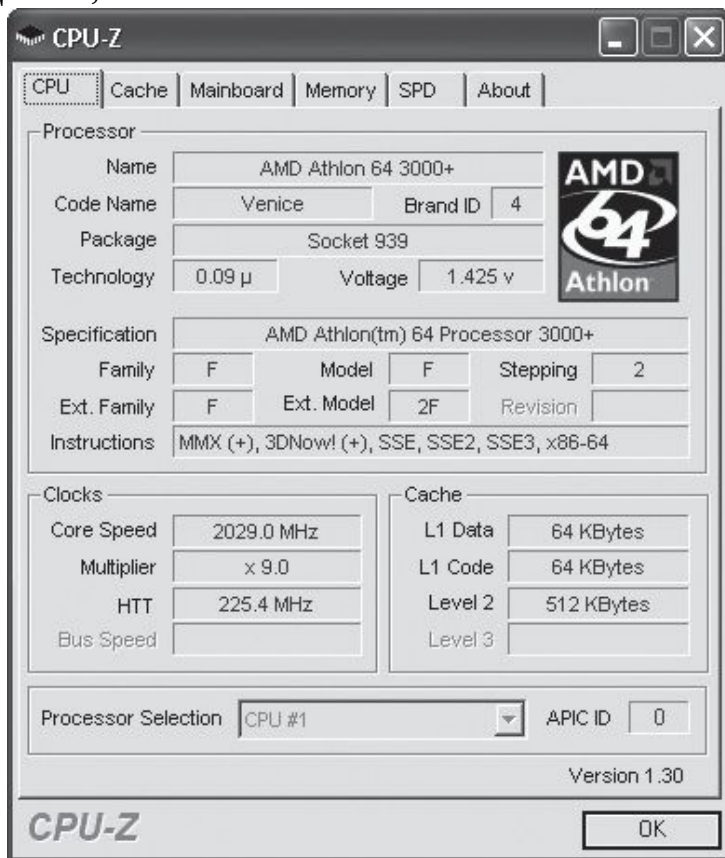 CPU-Z
CPU Cache Mainboard Memory SPD About
Processor
Name AMD Athlon 64 3000+
Code Name Venice Brand ID 4
Package Socket 939
Technology 0.09 µ Voltage 1.425 v
AMD
64
Athlon
Specification AMD Athlon(tm) 64 Processor 3000+
Family F Model F Stepping 2
Ext. Family F Ext. Model 2F Revision
Instructions MMX (+), 3DNow! (+), SSE, SSE2, SSE3, x86-64
Clocks
Core Speed 2029.0 MHz
Multiplier x 9.0
HTT 225.4 MHz
Bus Speed
Cache
L1 Data 64 KBytes
L1 Code 64 KBytes
Level 2 512 KBytes
Level 3
Processor Selection CPU #1 APIC ID 0
Version 1.30
CPU-Z OK